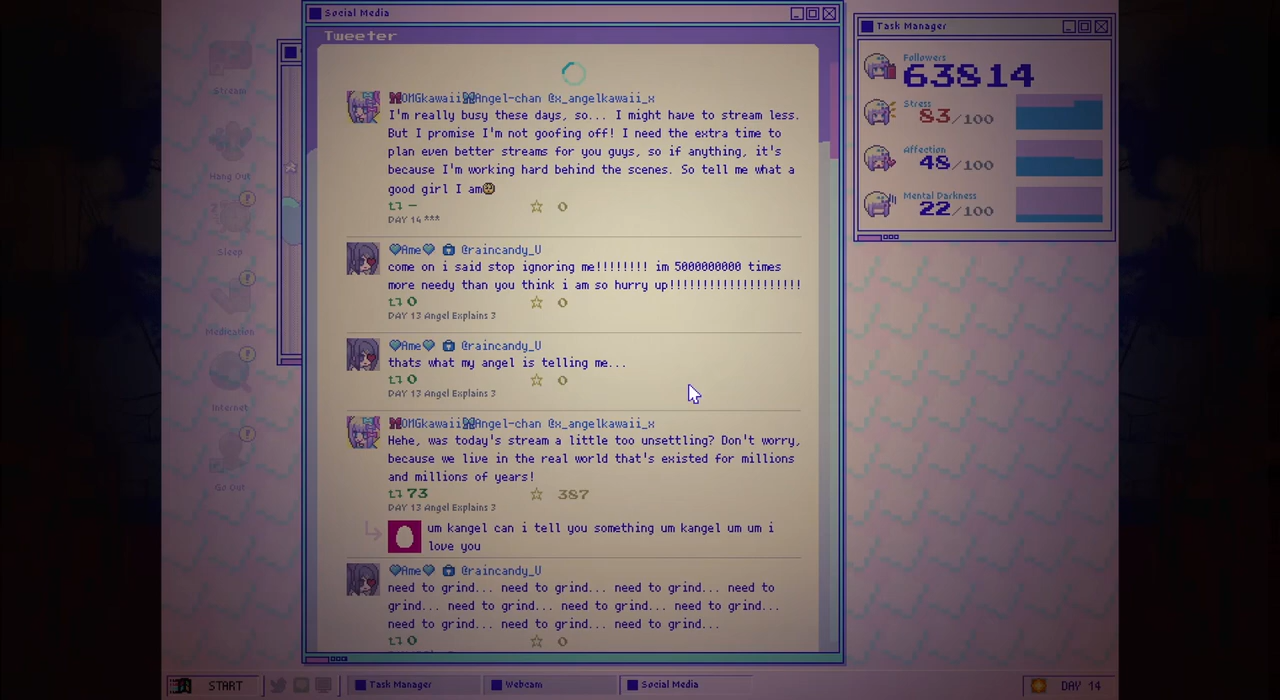 Social Media
Tweeter
OMGkawaii Angel-chan @x_angelkawaii_x
I'm really busy these days, so... I might have to stream less.
But I promise I'm not goofing off! I need the extra time to
plan even better streams for you guys, so if anything, it's
because I'm working hard behind the scenes. So tell me what a
good girl I am
— 0
DAY 14 ***
Ame @raincandy_U
come on i said stop ignoring me!!!!!!!! im 5000000000 times
more needy than you think i am so hurry up!!!!!!!!!!!!!!!!!!!!
0 0
DAY 13 Angel Explains 3
Ame @raincandy_U
thats what my angel is telling me...
0 0
DAY 13 Angel Explains 3
OMGkawaii Angel-chan @x_angelkawaii_x
Hehe, was today's stream a little too unsettling? Don't worry,
because we live in the real world that's existed for millions
and millions of years!
73 387
DAY 13 Angel Explains 3
um kangel can i tell you something um kangel um um i
love you
Ame @raincandy_U
need to grind... need to grind... need to grind... need to
grind... need to grind... need to grind... need to grind...
need to grind... need to grind... need to grind...
0 0
Task Manager
Followers
63814
Stress
83/100
Affection
48/100
Mental Darkness
22/100
Stream
Hang Out
Sleep
Medication
Internet
Go Out
START
Task Manager
Webcam
Social Media
DAY 14